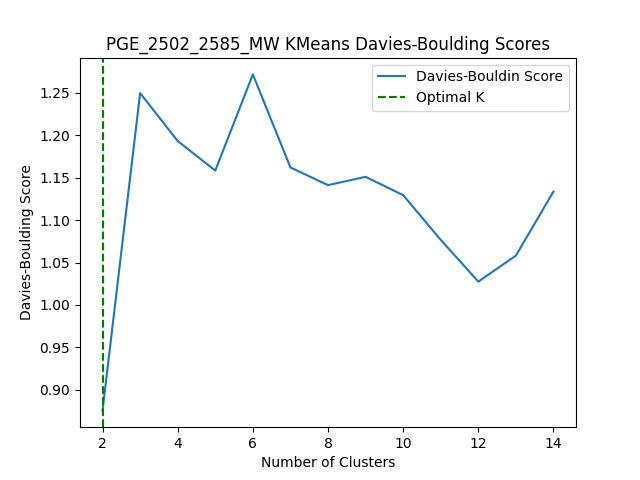 PGE_2502_2585_MW KMeans Davies-Boulding Scores
Davies-Bouldin Score
Optimal K
Davies-Boulding Score
1.25
1.20
1.15
1.10
1.05
1.00
0.95
0.90
2 4 6 8 10 12 14
Number of Clusters